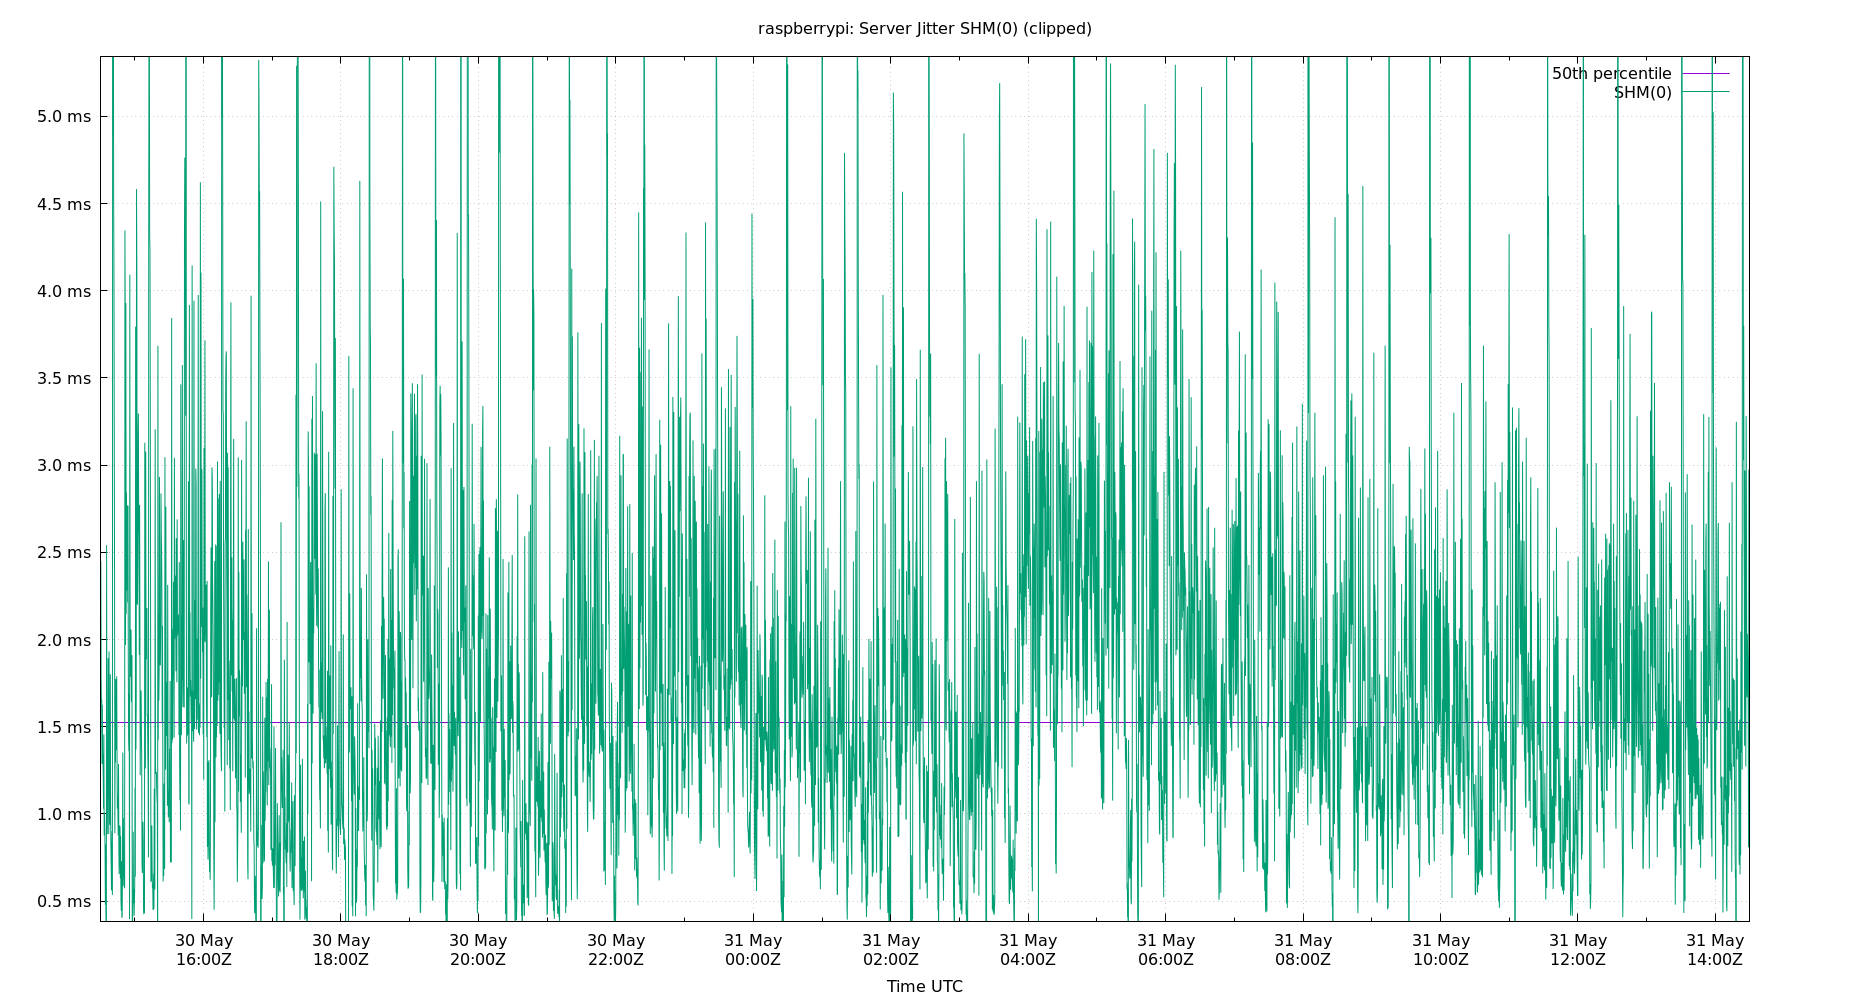 raspberrypi: Server Jitter SHM(0) (clipped)
50th percentile
SHM(0)
5.0 ms
4.5 ms
4.0 ms
3.5 ms
3.0 ms
2.5 ms
2.0 ms
1.5 ms
1.0 ms
0.5 ms
30 May 30 May 30 May 30 May 31 May 31 May 31 May 31 May 31 May 31 May 31 May 31 May
16:00Z 18:00Z 20:00Z 22:00Z 00:00Z 02:00Z 04:00Z 06:00Z 08:00Z 10:00Z 12:00Z 14:00Z
Time UTC